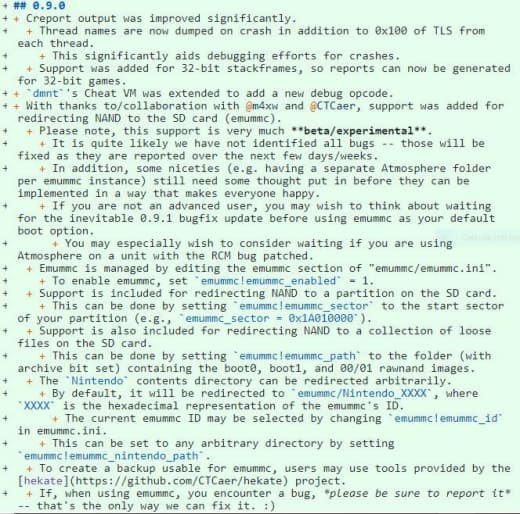 + ## 0.9.0
+ + Creport output was improved significantly.
+ + Thread names are now dumped on crash in addition to 0x100 of TLS from
each thread.
+ + This significantly aids debugging efforts for crashes.
+ + Support was added for 32-bit stackframes, so reports can now be generated
for 32-bit games.
+ + `dmnt`'s Cheat VM was extended to add a new debug opcode.
+ + With thanks to/collaboration with @m4xw and @CTCaer, support was added for
redirecting NAND to the SD card (emummc).
+ + Please note, this support is very much **beta/experimental**.
+ + It is quite likely we have not identified all bugs -- those will be
fixed as they are reported over the next few days/weeks.
+ + In addition, some niceties (e.g. having a separate Atmosphere folder
per emummc instance) still need some thought put in before they can be
implemented in a way that makes everyone happy.
+ + If you are not an advanced user, you may wish to think about waiting
for the inevitable 0.9.1 bugfix update before using emummc as your default
boot option.
+ + You may especially wish to consider waiting if you are using
Atmosphere on a unit with the RCM bug patched.
+ + Emummc is managed by editing the emummc section of "emummc/emummc.ini".
+ + To enable emummc, set `emummc!emummc_enabled` = 1.
+ + Support is included for redirecting NAND to a partition on the SD card.
+ + This can be done by setting `emummc!emummc_sector` to the start sector
of your partition (e.g., `emummc_sector = 0x1A010000`).
+ + Support is also included for redirecting NAND to a collection of loose
files on the SD card.
+ + This can be done by setting `emummc!emummc_path` to the folder (with
archive bit set) containing the boot0, boot1, and 00/01 rawnand images.
+ + The `Nintendo` contents directory can be redirected arbitrarily.
+ + By default, it will be redirected to `emummc/Nintendo_XXXX`, where
`XXXX` is the hexadecimal representation of the emummc's ID.
+ + The current emummc ID may be selected by changing `emummc!emummc_id`
in emummc.ini.
+ + This can be set to any arbitrary directory by setting
`emummc!emummc_nintendo_path`.
+ + To create a backup usable for emummc, users may use tools provided by the
[hekate](https://github.com/CTCaer/hekate) project.
+ + If, when using emummc, you encounter a bug, *please be sure to report it*
-- that's the only way we can fix it. :)